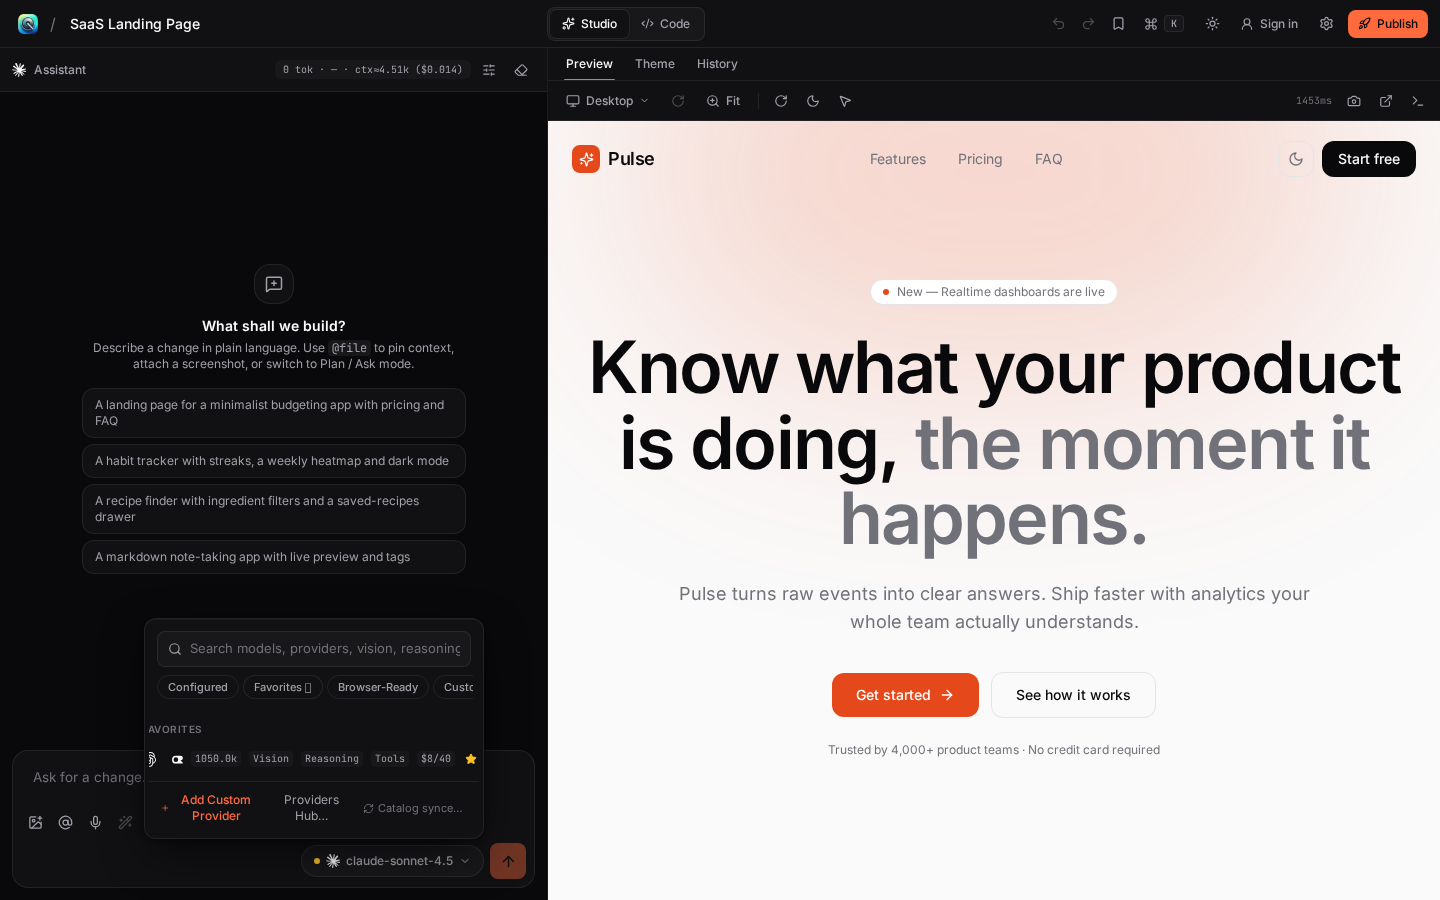 / SaaS Landing Page
Studio
Code
K
Sign in
Publish
Assistant
0 tok · — · ctx≈4.51k ($0.014)
Preview
Theme
History
Desktop
Fit
1453ms
What shall we build?
Describe a change in plain language. Use @file to pin context,
attach a screenshot, or switch to Plan / Ask mode.
A landing page for a minimalist budgeting app with pricing and
FAQ
A habit tracker with streaks, a weekly heatmap and dark mode
A recipe finder with ingredient filters and a saved-recipes
drawer
A markdown note-taking app with live preview and tags
Search models, providers, vision, reasoning
Configured
Favorites
Browser-Ready
Custo
AVORITES
1050.0k
Vision
Reasoning
Tools
$8/40
+ Add Custom
Provider
Providers
Hub...
Catalog synce...
Ask for a change.
claude-sonnet-4.5
Pulse
Features
Pricing
FAQ
Start free
New — Realtime dashboards are live
Know what your product
is doing, the moment it
happens.
Pulse turns raw events into clear answers. Ship faster with analytics your
whole team actually understands.
Get started
See how it works
Trusted by 4,000+ product teams · No credit card required